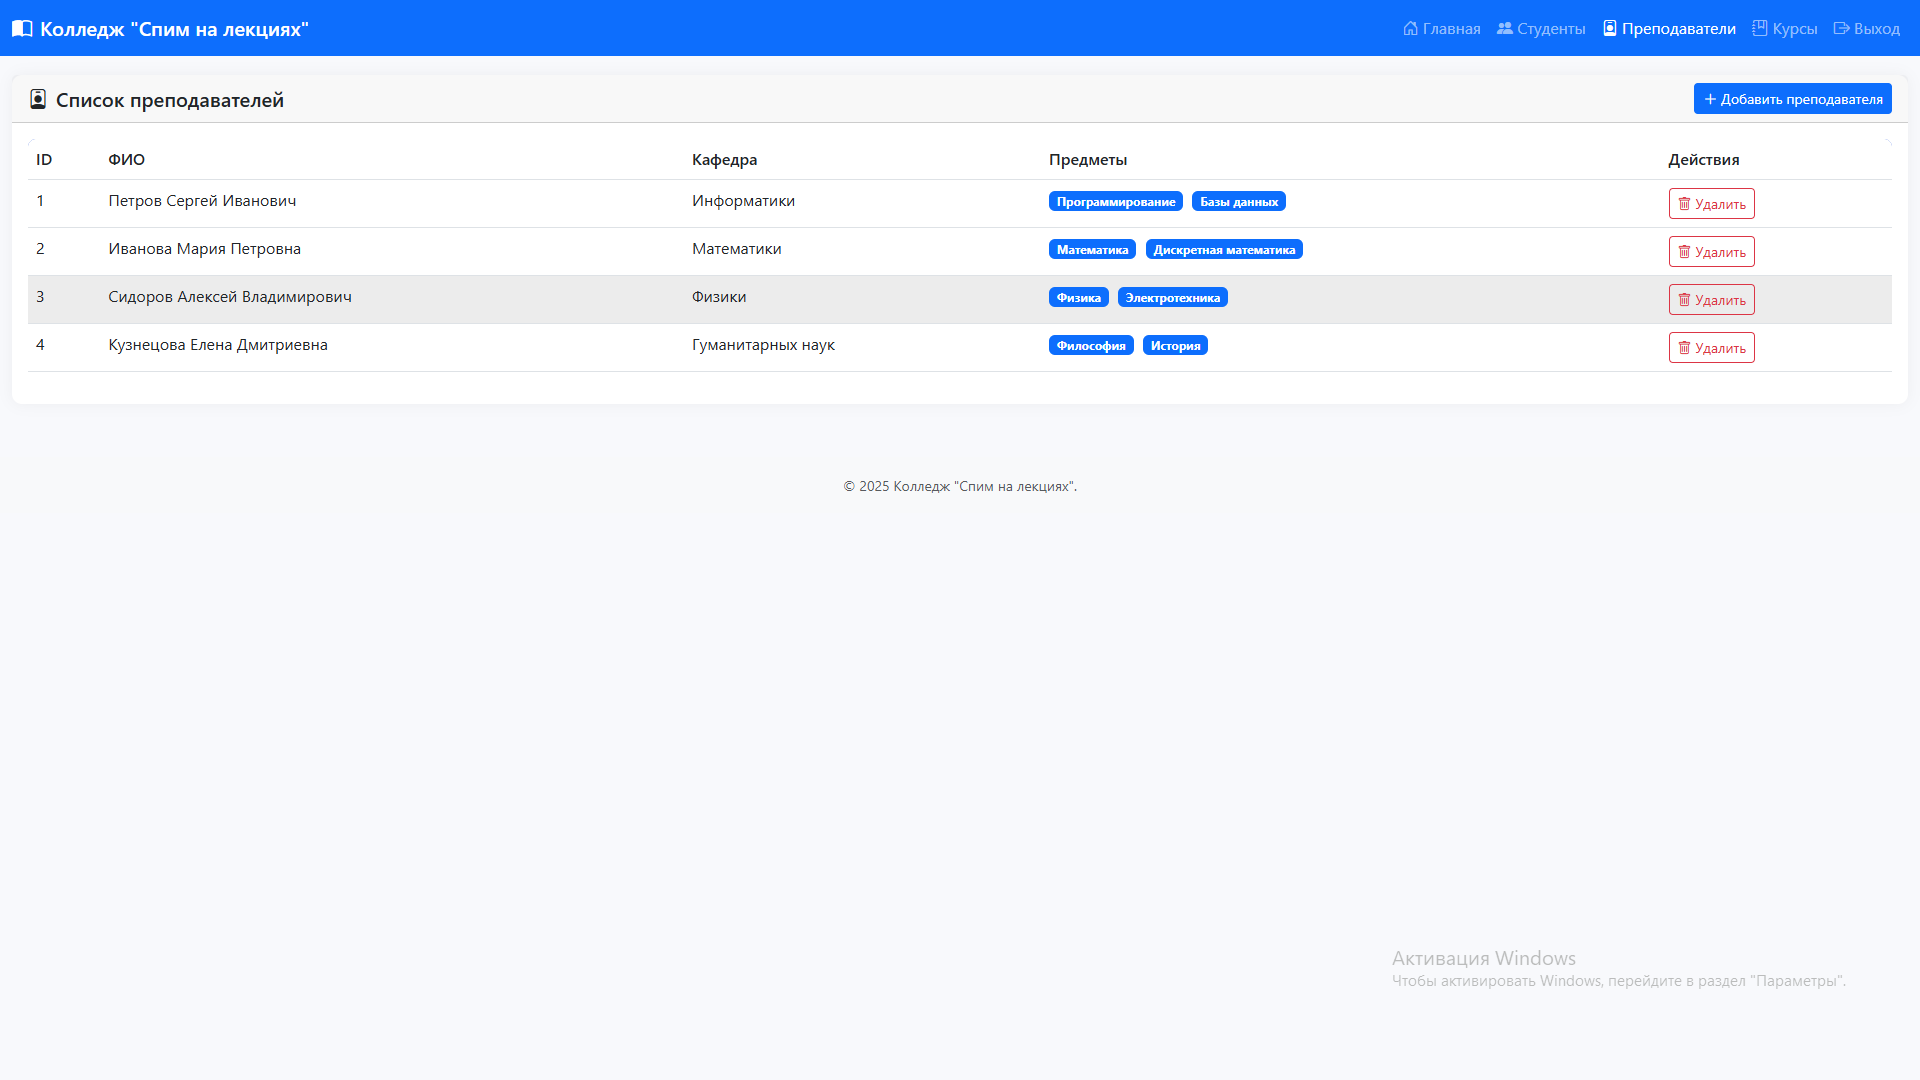 Колледж "Спим на лекциях" Главная Студенты Преподаватели Курсы Выход
Список преподавателей Добавить преподавателя
ID ФИО Кафедра Предметы Действия
1 Петров Сергей Иванович Информатики Программирование Базы данных Удалить
2 Иванова Мария Петровна Математики Математика Дискретная математика Удалить
3 Сидоров Алексей Владимирович Физики Физика Электротехника Удалить
4 Кузнецова Елена Дмитриевна Гуманитарных наук Философия История Удалить
© 2025 Колледж "Спим на лекциях".
Активация Windows
Чтобы активировать Windows, перейдите в раздел "Параметры".